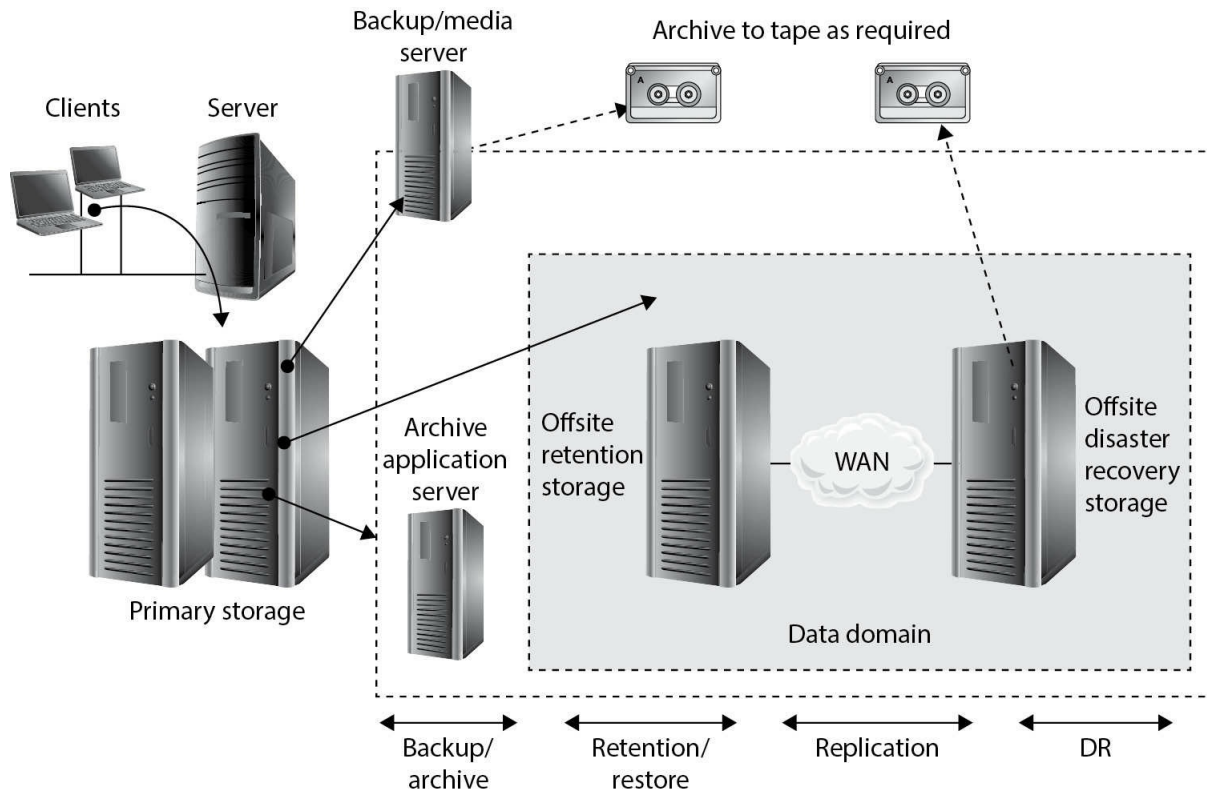 Backup/media
server
Archive to tape as required
A
A
Clients
Server
Archive
application
server
Offsite
retention
storage
WAN
Offsite
disaster
recovery
storage
Primary storage
Data domain
Backup/
archive
Retention/
restore
Replication
DR